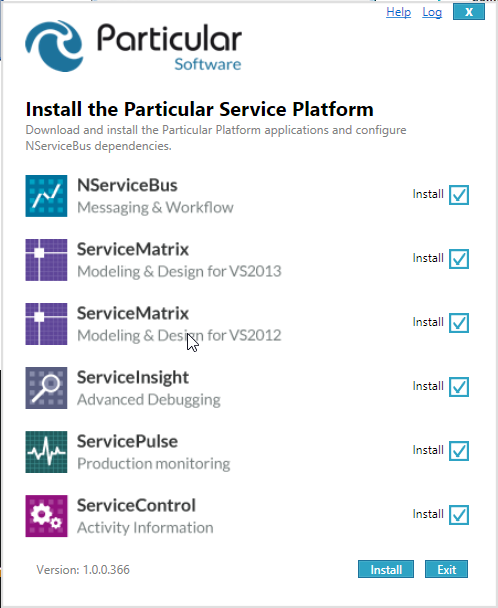 Help Log X
Particular
Software
Install the Particular Service Platform
Download and install the Particular Platform applications and configure
NServiceBus dependencies.
NServiceBus
Messaging & Workflow
Install
ServiceMatrix
Modeling & Design for VS2013
Install
ServiceMatrix
Modeling & Design for VS2012
Install
ServiceInsight
Advanced Debugging
Install
ServicePulse
Production monitoring
Install
ServiceControl
Activity Information
Install
Version: 1.0.0.366
Install Exit